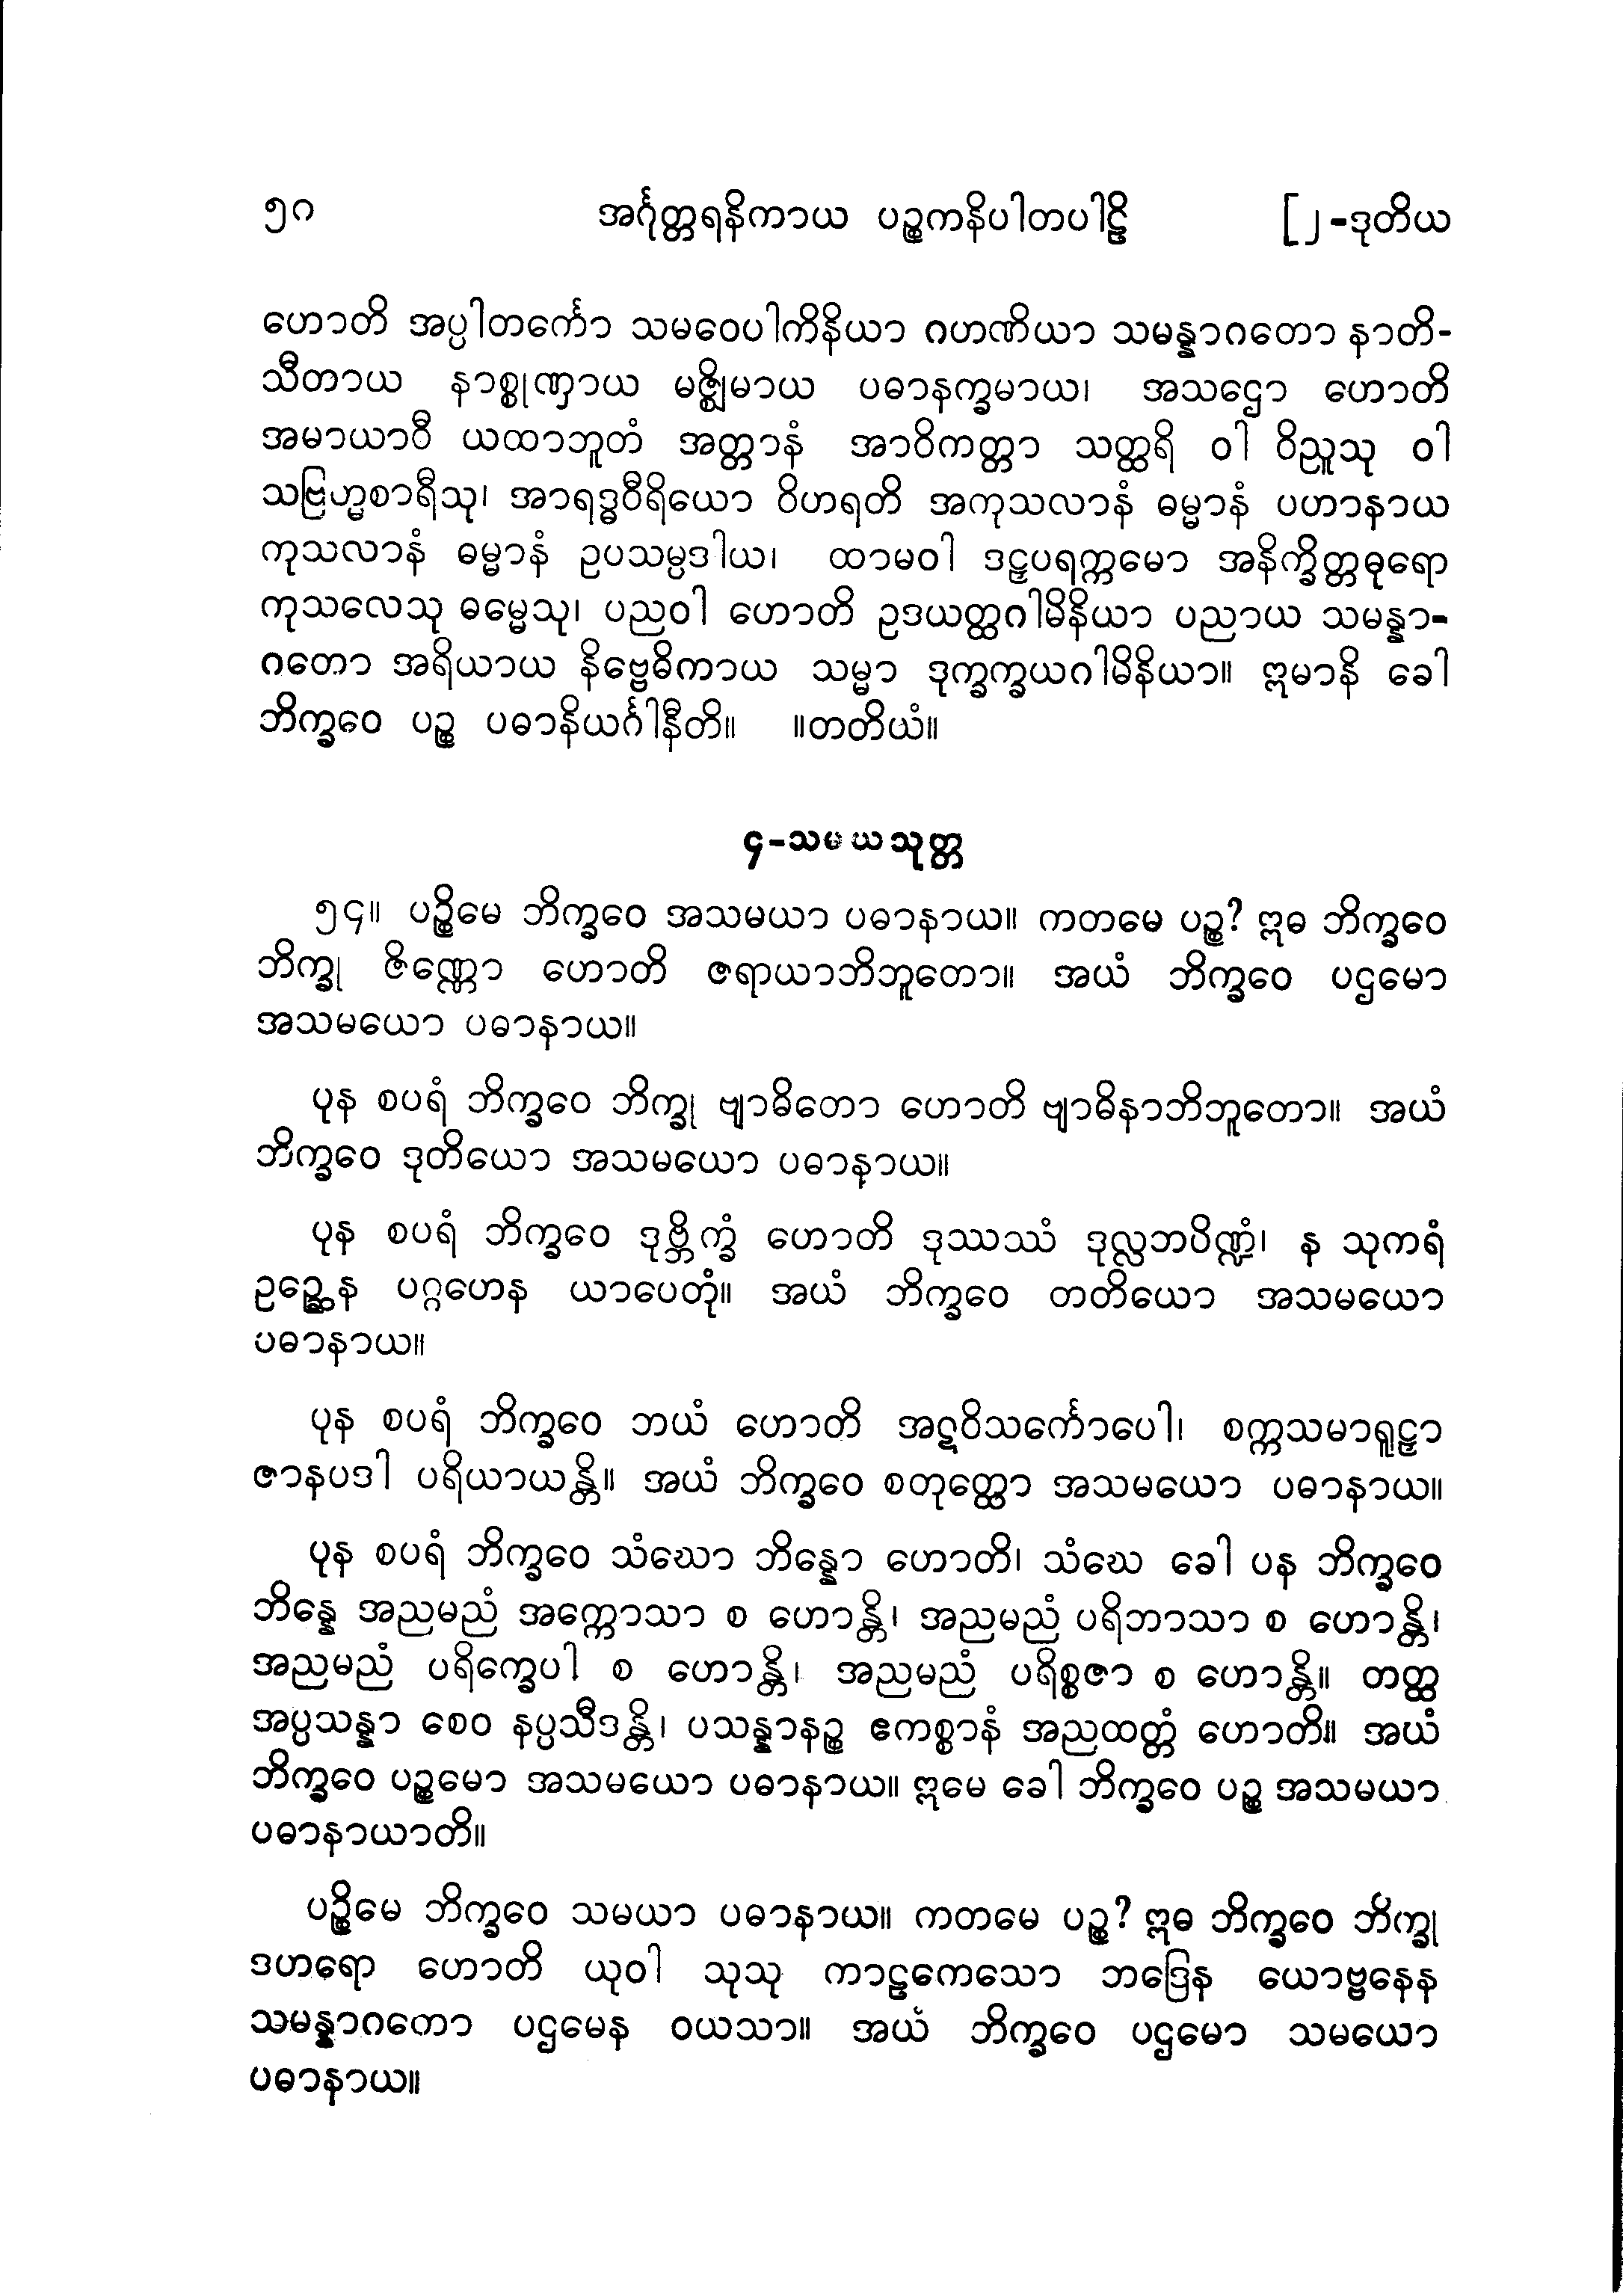 ၅၈ အင်္ဂုတ္တရနိကာယ ပဉ္စကနိပါတပါဠိ [၂-ဒုတိယ
ဟောတိ အပ္ပါတင်္ကော သမဝေပါကိနိယာ ဂဟဏိယာ သမန္နာဂတော နာတိ-
သီတာယ နာစ္စုဏှာယ မဇ္ဈိမာယ ပဓာနက္ခမာယ၊ အသဌော ဟောတိ
အမာယာဝီ ယထာဘူတံ အတ္တာနံ အာဝိကတ္တာ သတ္ထရိ ဝါ ဝိညူသု ဝါ
သဗြဟ္မစာရီသု၊ အာရဒ္ဓဝီရိယော ဝိဟရတိ အကုသလာနံ ဓမ္မာနံ ပဟာနာယ
ကုသလာနံ ဓမ္မာနံ ဥပသမ္ပဒါယ၊ ထာမဝါ ဒဠှပရက္ကမော အနိက္ခိတ္တဓုရော
ကုသလေသု ဓမ္မေသု၊ ပညဝါ ဟောတိ ဥဒယတ္ထဂါမိနိယာ ပညာယ သမန္နာ-
ဂတော အရိယာယ နိဗ္ဗေဓိကာယ သမ္မာ ဒုက္ခက္ခယဂါမိနိယာ။ ဣမာနိ ခေါ
ဘိက္ခဝေ ပဉ္စ ပဓာနိယင်္ဂါနီတိ။ ။တတိယံ။
၄-သမယသုတ္တ
၅၄။ ပဉ္စိမေ ဘိက္ခဝေ အသမယာ ပဓာနာယ။ ကတမေ ပဉ္စ? ဣဓ ဘိက္ခဝေ
ဘိက္ခု ဇိဏ္ဏော ဟောတိ ဇရာယာဘိဘူတော။ အယံ ဘိက္ခဝေ ပဌမော
အသမယော ပဓာနာယ။
ပုန စပရံ ဘိက္ခဝေ ဘိက္ခု ဗျာဓိတော ဟောတိ ဗျာဓိနာဘိဘူတော။ အယံ
ဘိက္ခဝေ ဒုတိယော အသမယော ပဓာနာယ။
ပုန စပရံ ဘိက္ခဝေ ဒုဗ္ဘိက္ခံ ဟောတိ ဒုဿဿံ ဒုလ္လဘပိဏ္ဍံ၊ န သုကရံ
ဥဉ္ဆေန ပဂ္ဂဟေန ယာပေတုံ။ အယံ ဘိက္ခဝေ တတိယော အသမယော
ပဓာနာယ။
ပုန စပရံ ဘိက္ခဝေ ဘယံ ဟောတိ အဋဝိသင်္ကောပေါ၊ စက္ကသမာရူဠှာ
ဇာနပဒါ ပရိယာယန္တိ။ အယံ ဘိက္ခဝေ စတုတ္ထော အသမယော ပဓာနာယ။
ပုန စပရံ ဘိက္ခဝေ သံဃော ဘိန္နော ဟောတိ၊ သံဃေ ခေါ ပန ဘိက္ခဝေ
ဘိန္နေ အညမညံ အက္ကောသာ စ ဟောန္တိ၊ အညမညံ ပရိဘာသာ စ ဟောန္တိ၊
အညမညံ ပရိက္ခေပါ စ ဟောန္တိ၊ အညမညံ ပရိစ္စဇာ စ ဟောန္တိ။ တတ္ထ
အပ္ပသန္နာ စေဝ နပ္ပသီဒန္တိ၊ ပသန္နာနဉ္စ ဧကစ္စာနံ အညထတ္တံ ဟောတိ။ အယံ
ဘိက္ခဝေ ပဉ္စမော အသမယော ပဓာနာယ။ ဣမေ ခေါ ဘိက္ခဝေ ပဉ္စ အသမယာ
ပဓာနာယာတိ။
ပဉ္စိမေ ဘိက္ခဝေ သမယာ ပဓာနာယ။ ကတမေ ပဉ္စ? ဣဓ ဘိက္ခဝေ ဘိက္ခု
ဒဟရော ဟောတိ ယုဝါ သုသု ကာဠကေသော ဘဒြေန ယောဗ္ဗနေန
သမန္နာဂတော ပဌမေန ဝယသာ။ အယံ ဘိက္ခဝေ ပဌမော သမယော
ပဓာနာယ။